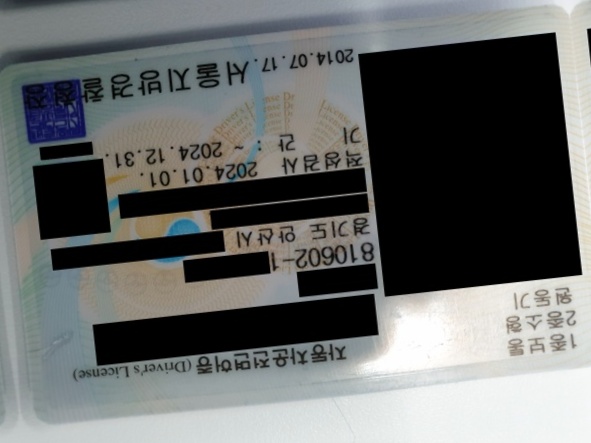 자동차운전면허증 (Driver's License)
1종보통
2종소형
원동기
810602-1
경기도 안산시
적성검사 2024.01.01.
기 간 : ~ 2024.12.31.
2014.07.17. 서울지방경찰청장